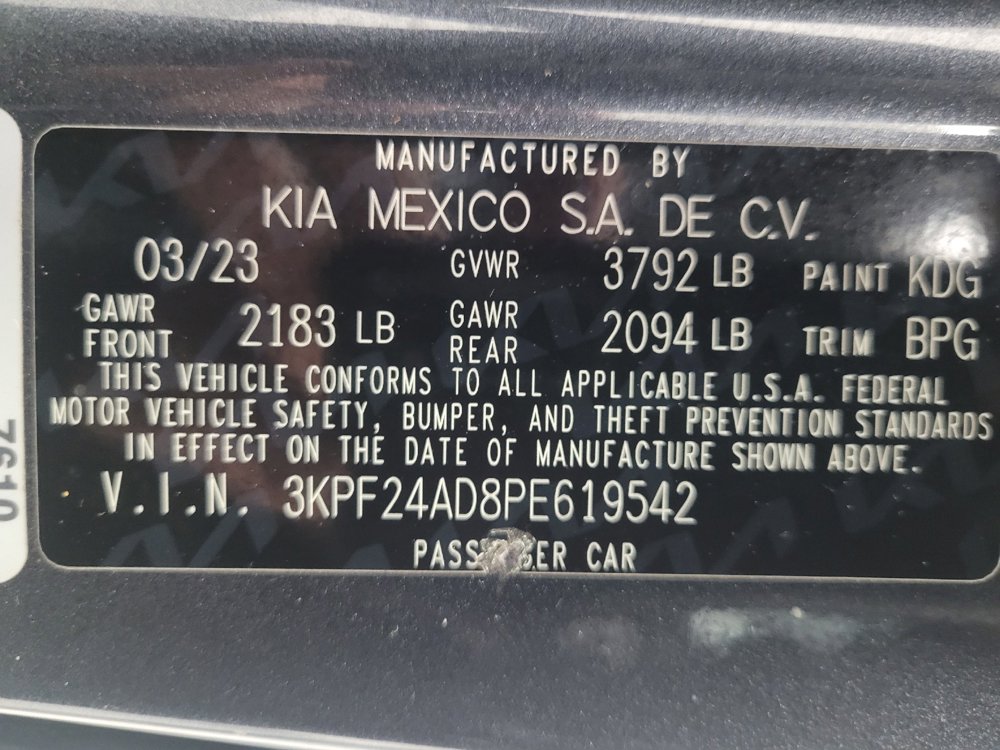 MANUFACTURED BY
KIA MEXICO S.A. DE C.V.
03/23 GVWR 3792 LB PAINT KDG
GAWR FRONT 2183 LB GAWR REAR 2094 LB TRIM BPG
THIS VEHICLE CONFORMS TO ALL APPLICABLE U.S.A. FEDERAL
MOTOR VEHICLE SAFETY, BUMPER, AND THEFT PREVENTION STANDARDS
IN EFFECT ON THE DATE OF MANUFACTURE SHOWN ABOVE.
V.I.N. 3KPF24AD8PE619542
CAR